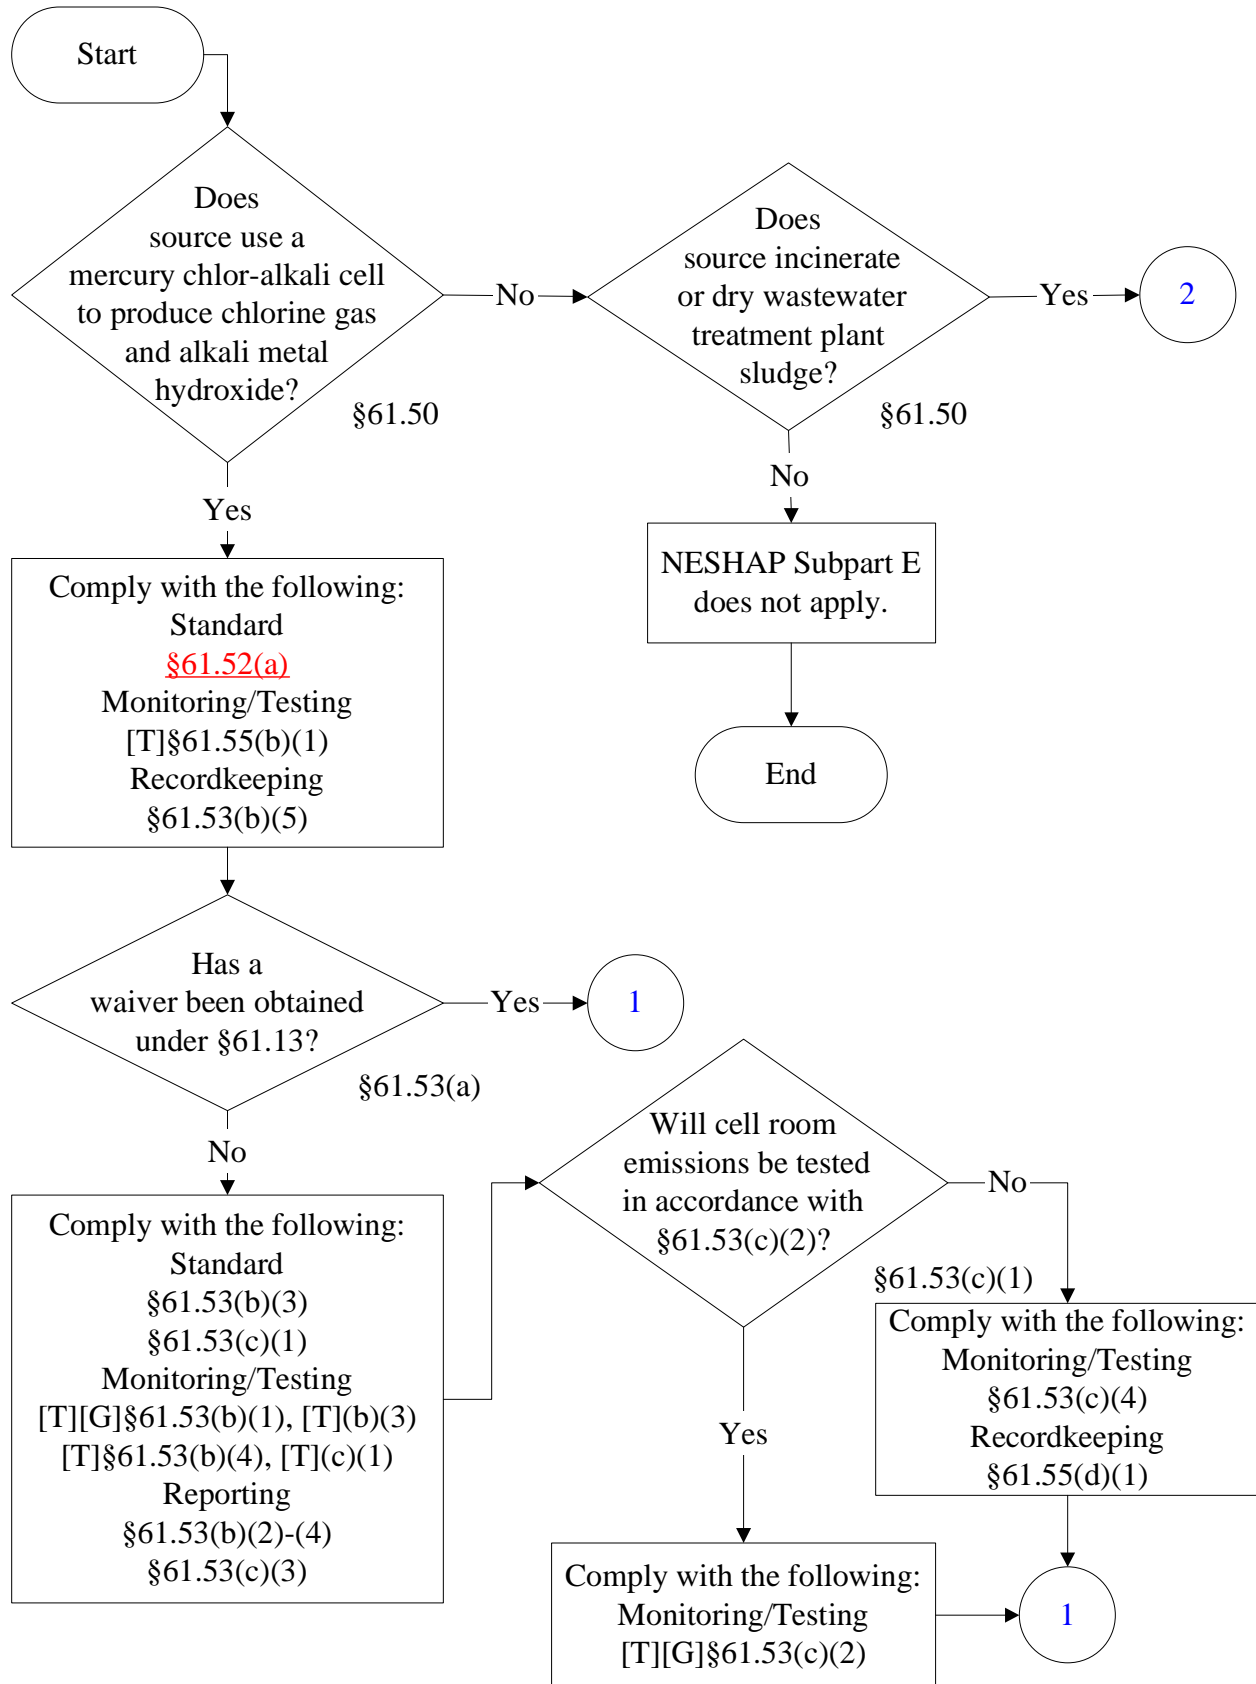 Start
Does
source use a
mercury chlor-alkali cell
to produce chlorine gas
and alkali metal
hydroxide?
§61.50
No
Does
source incinerate
or dry wastewater
treatment plant
sludge?
§61.50
Yes
2
No
NESHAP Subpart E
does not apply.
End
Yes
Comply with the following:
Standard
§61.52(a)
Monitoring/Testing
[T]§61.55(b)(1)
Recordkeeping
§61.53(b)(5)
Has a
waiver been obtained
under §61.13?
§61.53(a)
Yes
1
No
Comply with the following:
Standard
§61.53(b)(3)
§61.53(c)(1)
Monitoring/Testing
[T][G]§61.53(b)(1), [T](b)(3)
[T]§61.53(b)(4), [T](c)(1)
Reporting
§61.53(b)(2)-(4)
§61.53(c)(3)
Will cell room
emissions be tested
in accordance with
§61.53(c)(2)?
No
§61.53(c)(1)
Comply with the following:
Monitoring/Testing
§61.53(c)(4)
Recordkeeping
§61.55(d)(1)
Yes
Comply with the following:
Monitoring/Testing
[T][G]§61.53(c)(2)
1